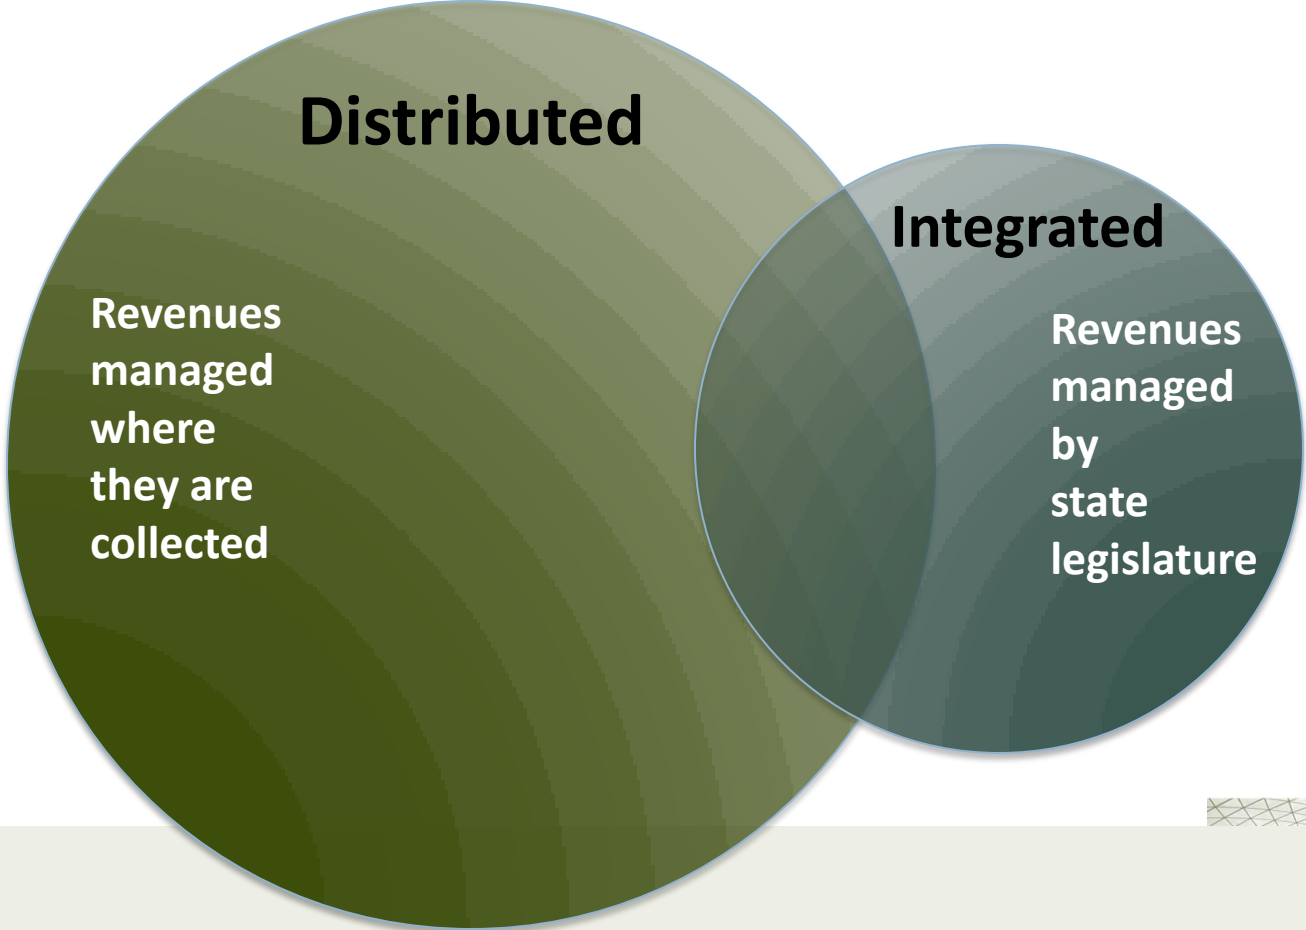 Distributed
Revenues
managed
where
they are
collected
Integrated
Revenues
managed
by
state
legislature